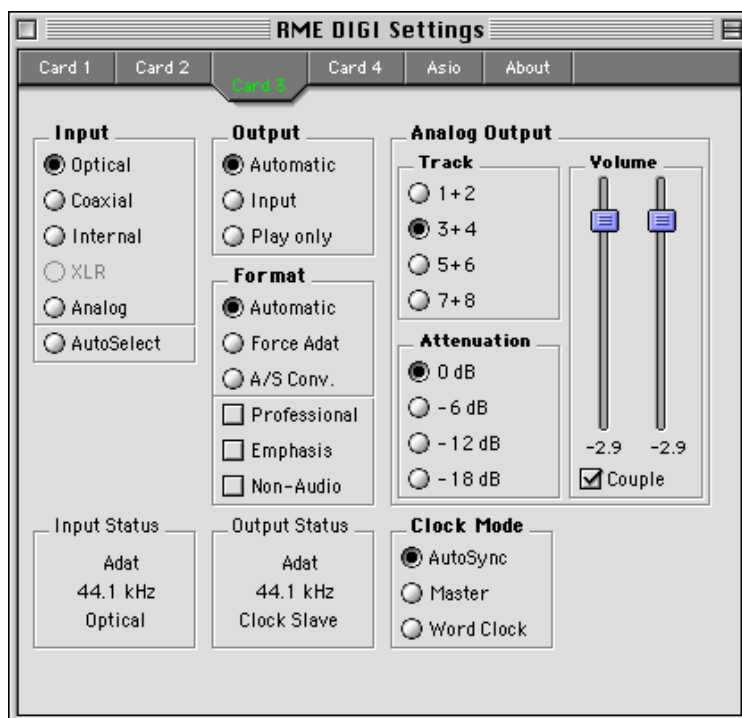 RME DIGI Settings
Card 1
Card 2
Card 3
Card 4
Asio
About
Input
Optical
Coaxial
Internal
XLR
Analog
AutoSelect
Output
Automatic
Input
Play only
Format
Automatic
Force Adat
A/S Conv.
Professional
Emphasis
Non-Audio
Analog Output
Track
1+2
3+4
5+6
7+8
Attenuation
0 dB
-6 dB
-12 dB
-18 dB
Volume
-2.9 -2.9
Couple
Input Status
Adat
44.1 kHz
Optical
Output Status
Adat
44.1 kHz
Clock Slave
Clock Mode
AutoSync
Master
Word Clock